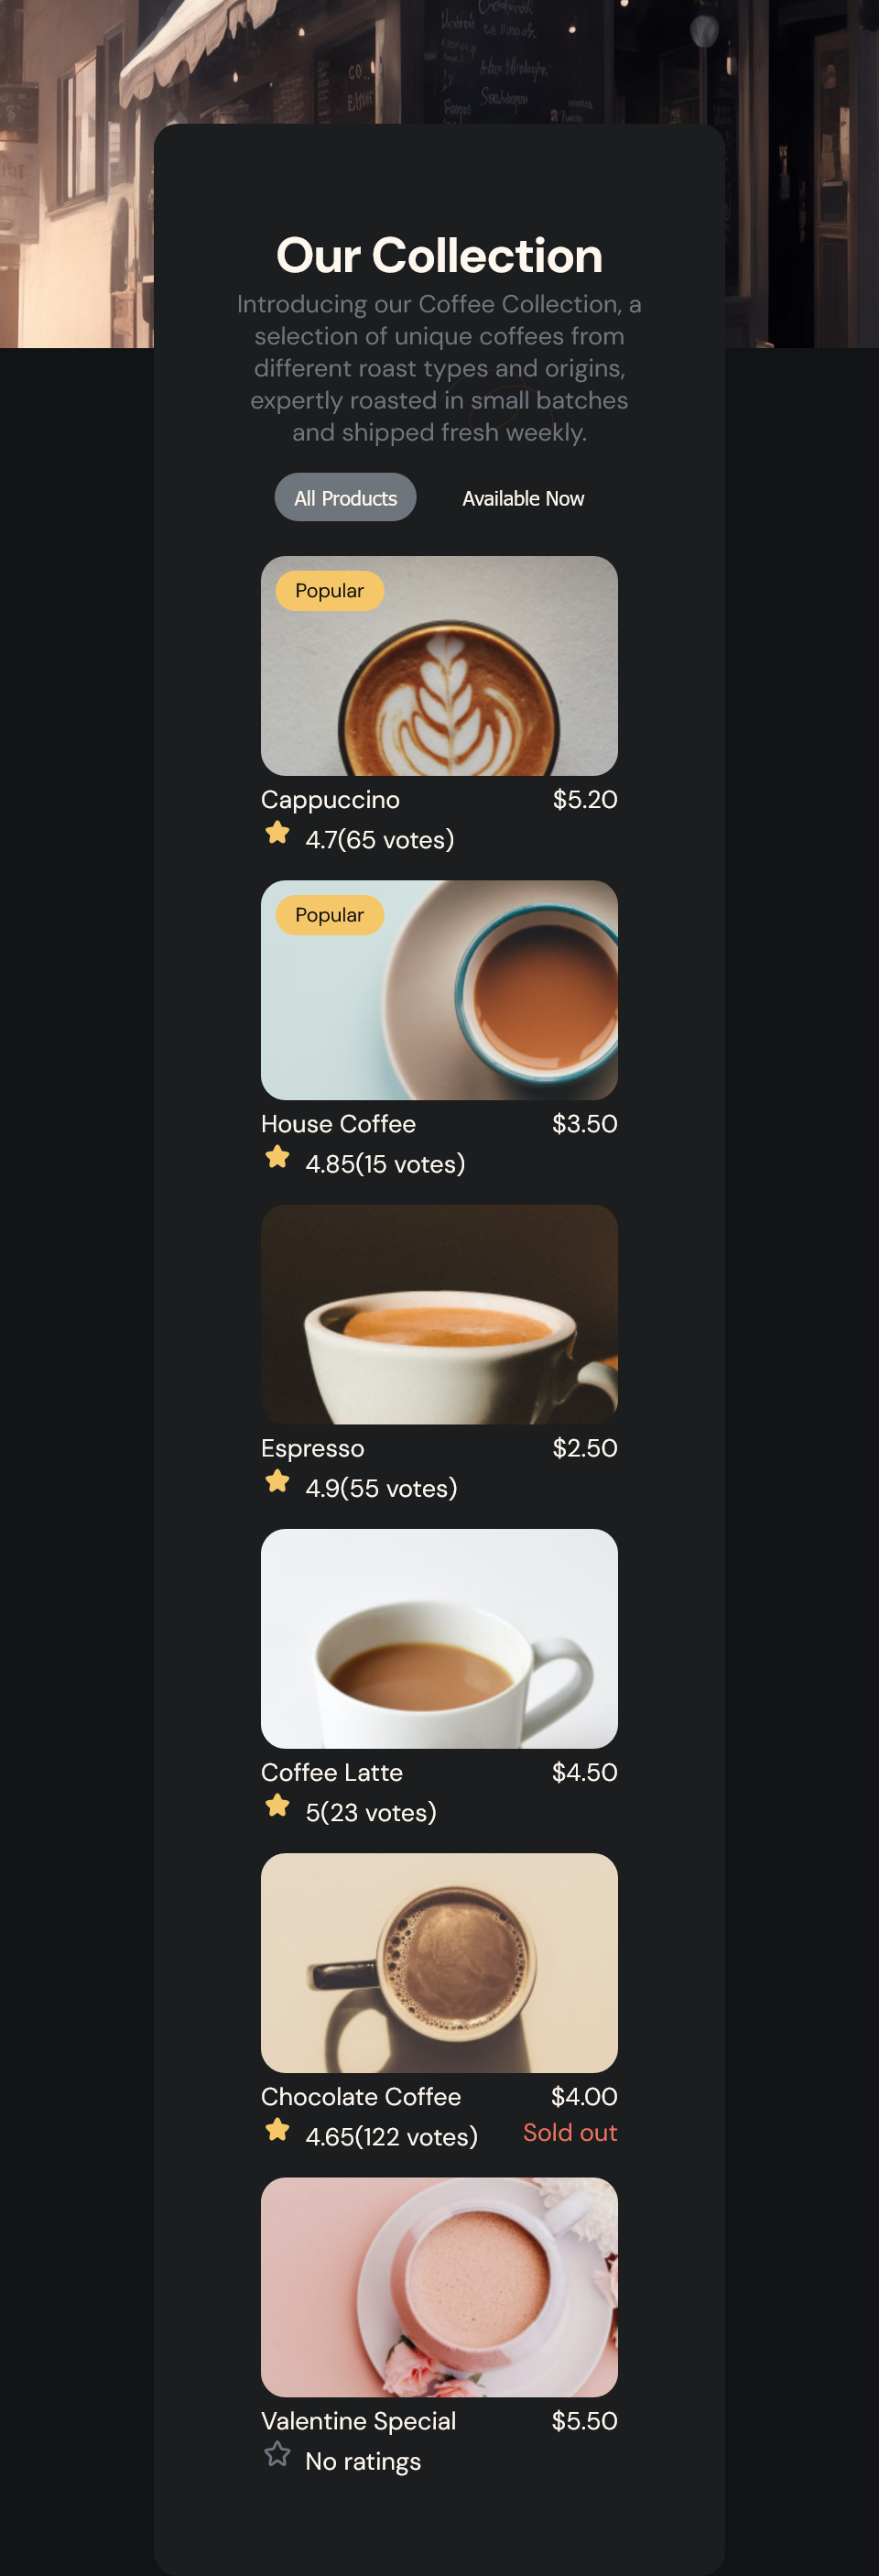 Our Collection
Introducing our Coffee Collection, a
selection of unique coffees from
different roast types and origins,
expertly roasted in small batches
and shipped fresh weekly.
All Products Available Now
Popular
Cappuccino $5.20
4.7(65 votes)
Popular
House Coffee $3.50
4.85(15 votes)
Espresso $2.50
4.9(55 votes)
Coffee Latte $4.50
5(23 votes)
Chocolate Coffee $4.00
4.65(122 votes) Sold out
Valentine Special $5.50
No ratings